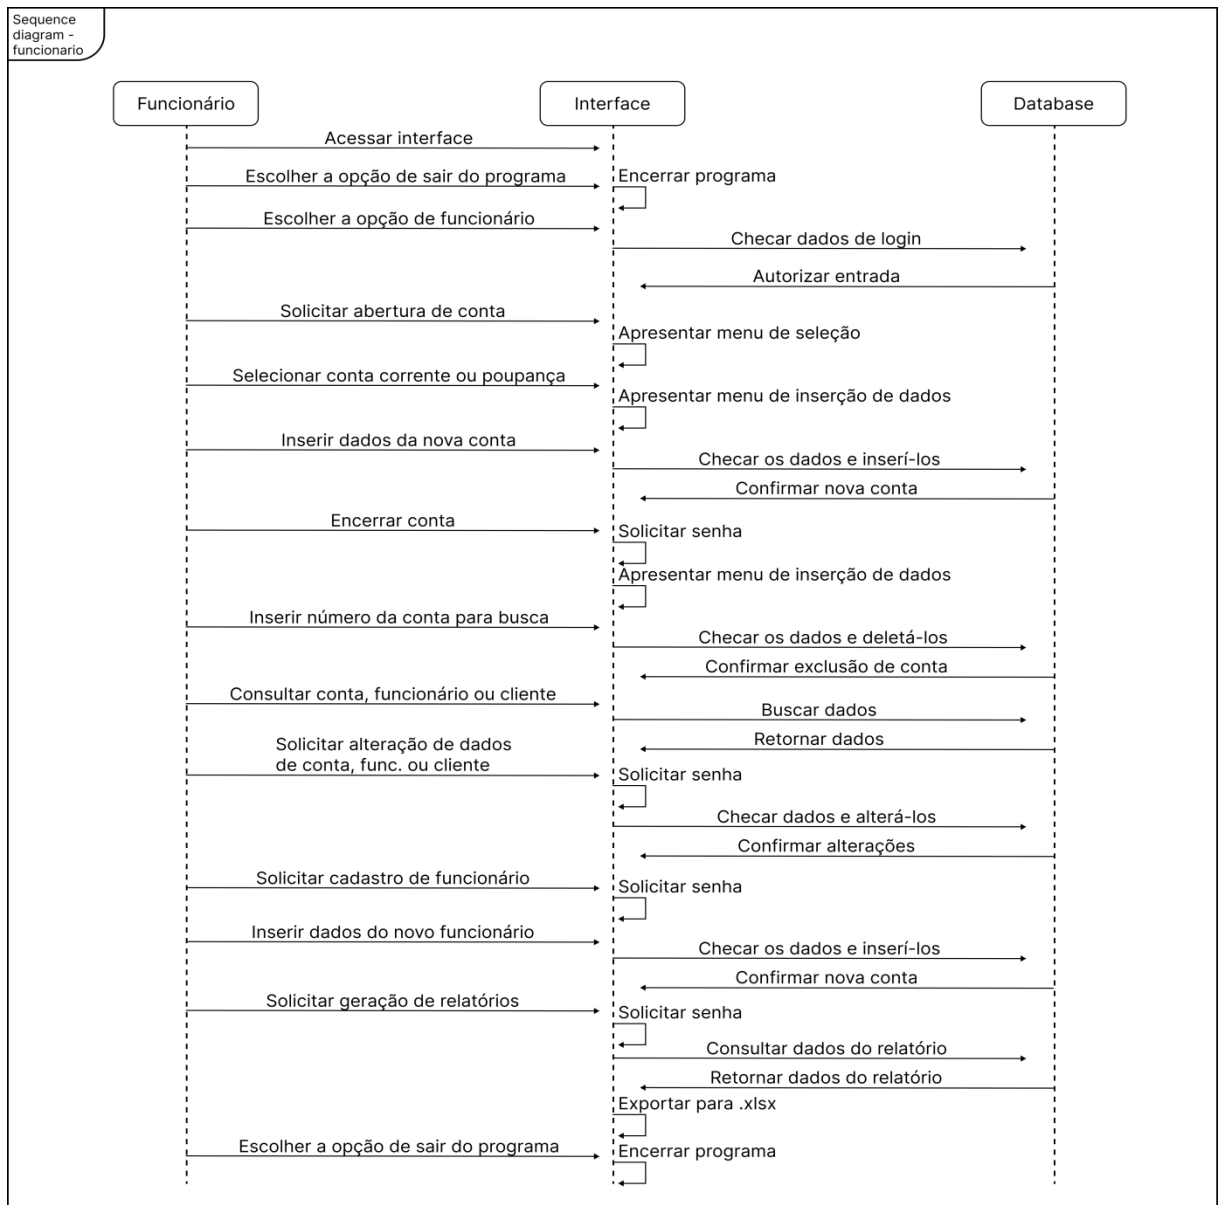 Sequence
diagram -
funcionario
Funcionário
Interface
Database
Acessar interface
Escolher a opção de sair do programa
Encerrar programa
Escolher a opção de funcionário
Checar dados de login
Autorizar entrada
Solicitar abertura de conta
Apresentar menu de seleção
Selecionar conta corrente ou poupança
Apresentar menu de inserção de dados
Inserir dados da nova conta
Checar os dados e inserí-los
Confirmar nova conta
Encerrar conta
Solicitar senha
Apresentar menu de inserção de dados
Inserir número da conta para busca
Checar os dados e deletá-los
Confirmar exclusão de conta
Consultar conta, funcionário ou cliente
Buscar dados
Retornar dados
Solicitar alteração de dados
de conta, func. ou cliente
Solicitar senha
Checar dados e alterá-los
Confirmar alterações
Solicitar cadastro de funcionário
Solicitar senha
Inserir dados do novo funcionário
Checar os dados e inserí-los
Confirmar nova conta
Solicitar geração de relatórios
Solicitar senha
Consultar dados do relatório
Retornar dados do relatório
Exportar para .xlsx
Escolher a opção de sair do programa
Encerrar programa